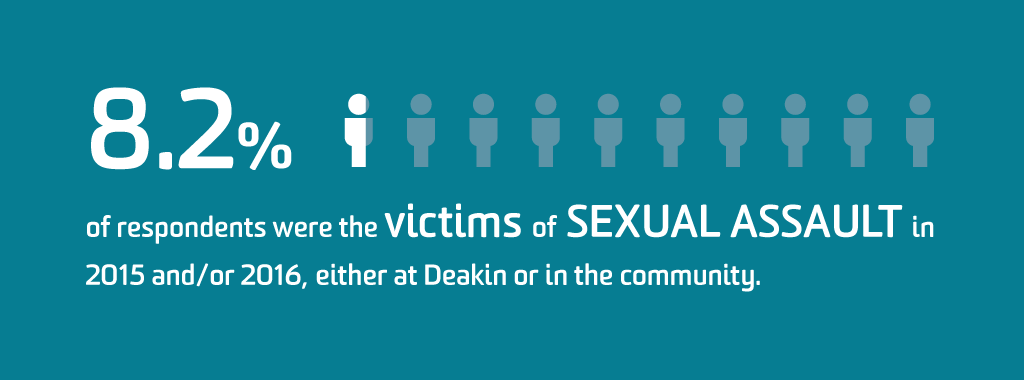 8.2%
of respondents were the victims of SEXUAL ASSAULT in
2015 and/or 2016, either at Deakin or in the community.